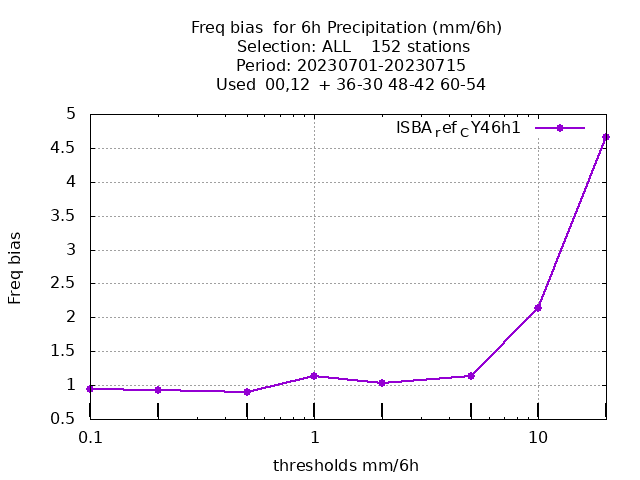 Freq bias  for 6h Precipitation (mm/6h)
Selection: ALL    152 stations
Period: 20230701-20230715
Used  00,12  + 36-30 48-42 60-54
ISBA_ref_CY46h1
5
4.5
4
3.5
3
2.5
2
1.5
1
0.5
Freq bias
0.1 1 10
thresholds mm/6h